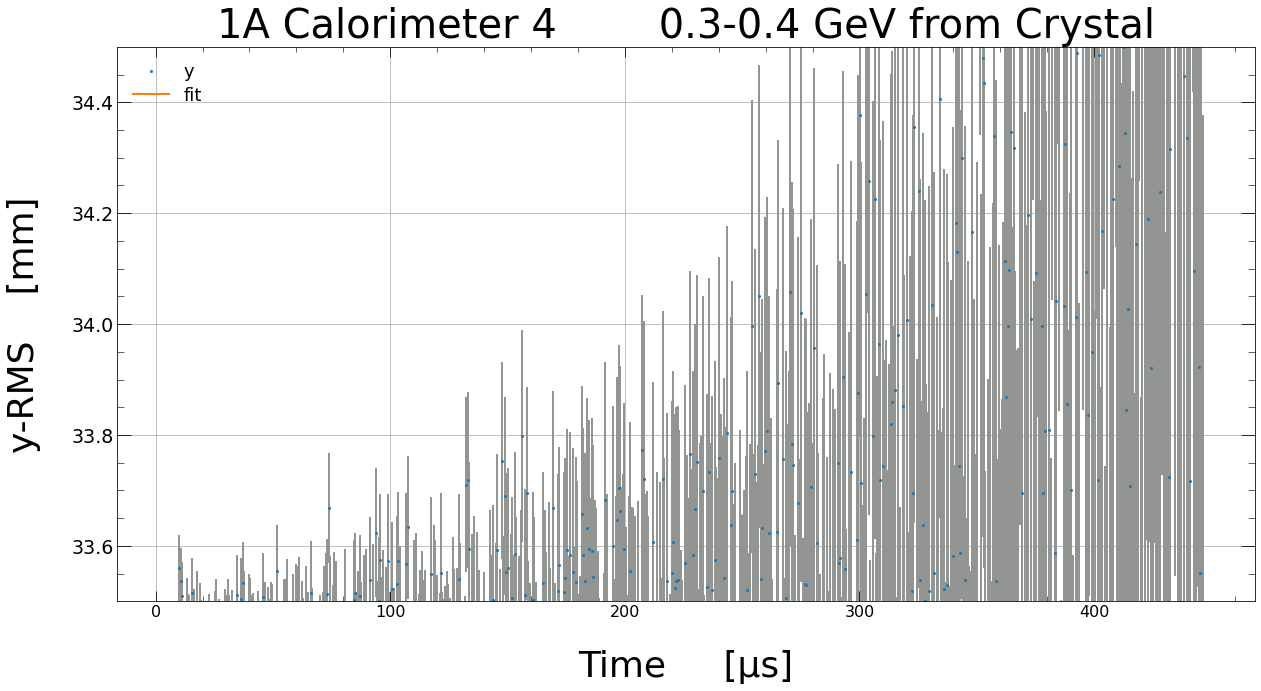 1A Calorimeter 4 0.3-0.4 GeV from Crystal
y
fit
34.4
34.2
34.0
33.8
33.6
y-RMS [mm]
0 100 200 300 400
Time [µs]